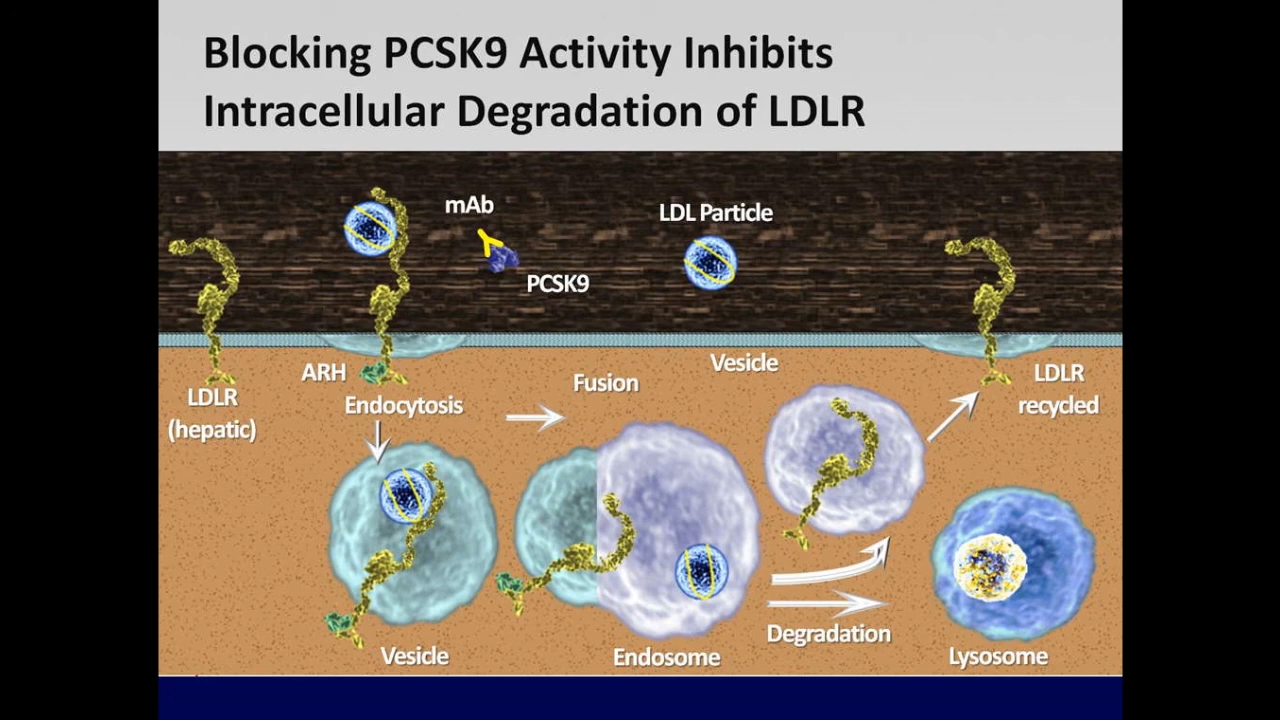 Blocking PCSK9 Activity Inhibits
Intracellular Degradation of LDLR
mAb
LDL Particle
PCSK9
ARH
Vesicle
LDLR
(hepatic)
Endocytosis
Fusion
LDLR
recycled
Degradation
Vesicle
Endosome
Lysosome